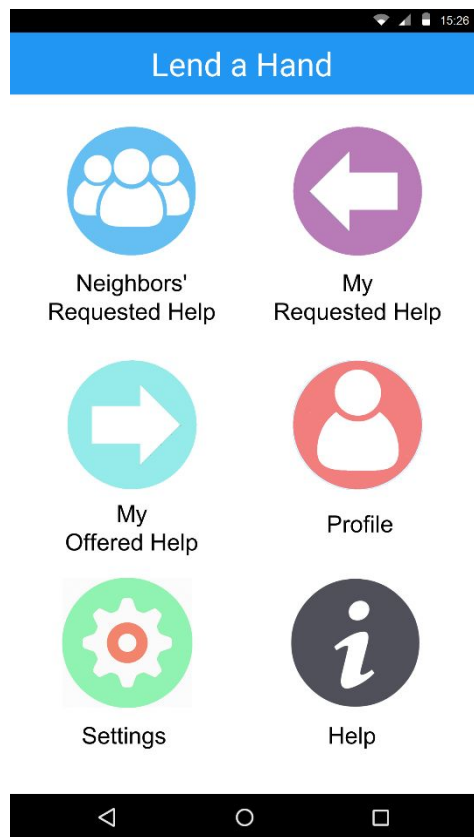 15:26
Lend a Hand
Neighbors'
Requested Help
My
Requested Help
My
Offered Help
Profile
Settings
Help